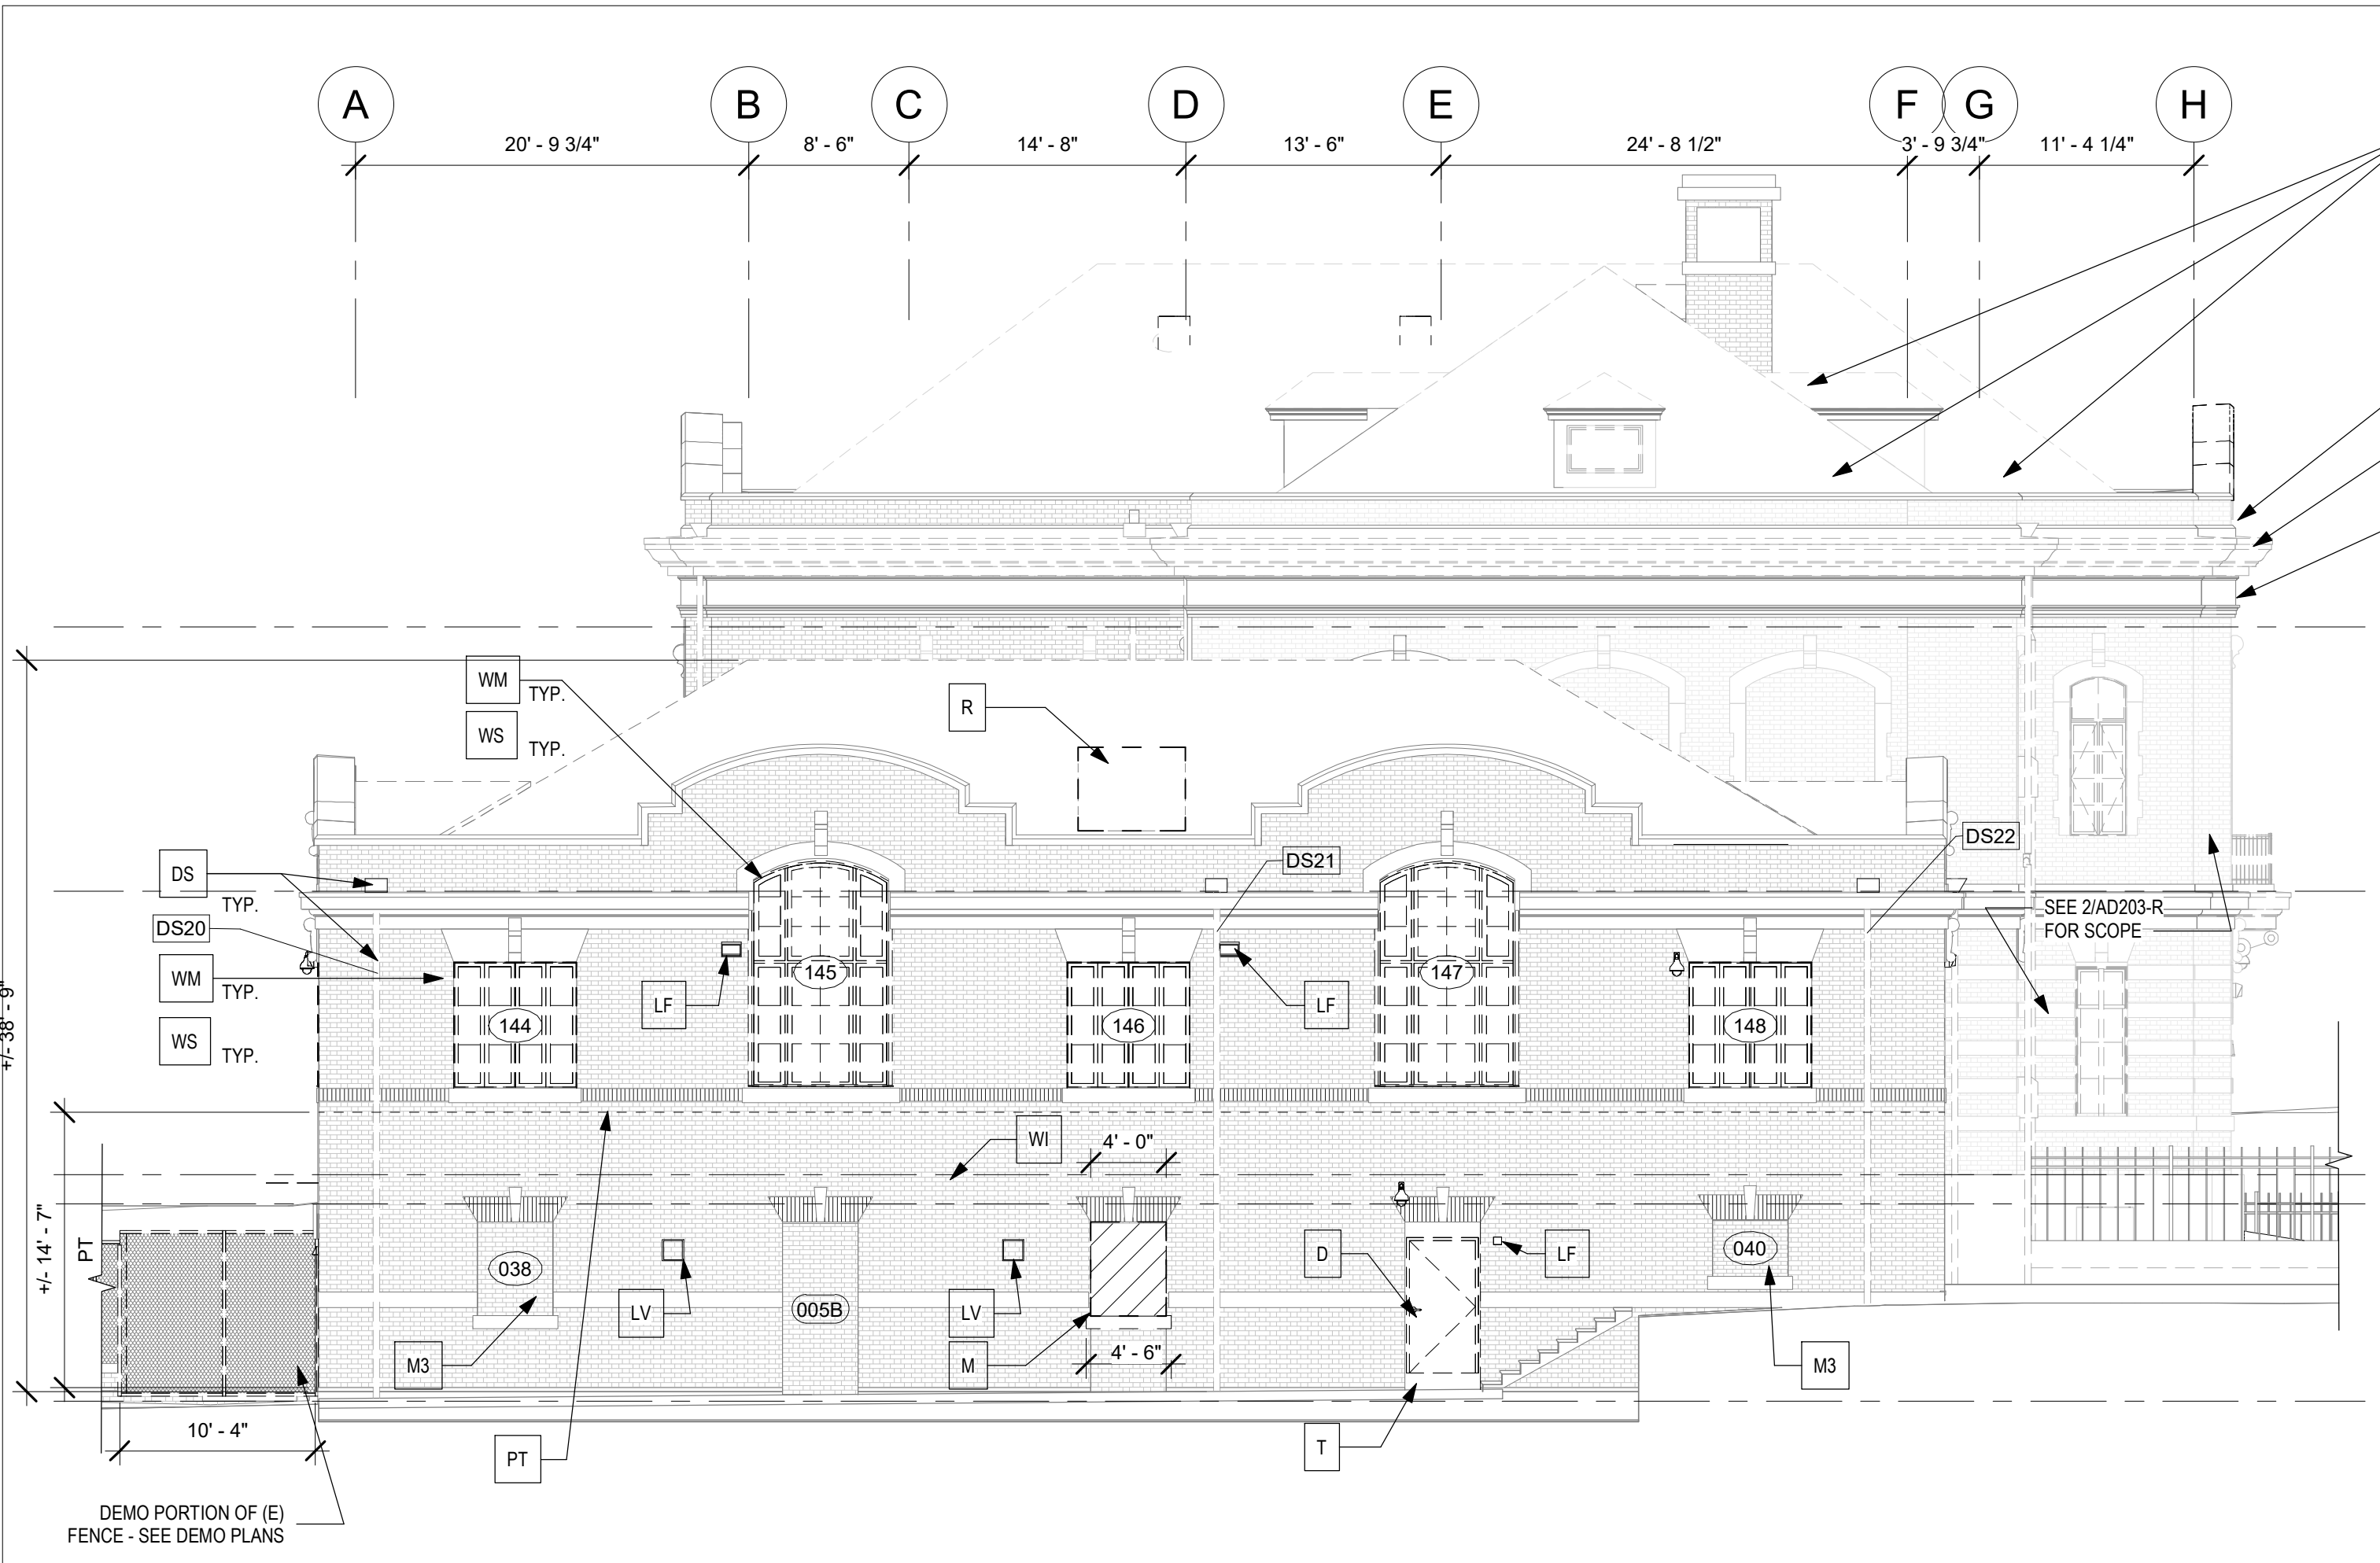 A
B
C
D
E
F
G
H
20' - 9 3/4"
8' - 6"
14' - 8"
13' - 6"
24' - 8 1/2"
3' - 9 3/4"
11' - 4 1/4"
WM
TYP.
WS
TYP.
R
DS
TYP.
DS20
WM
TYP.
WS
TYP.
DS21
DS22
SEE 2/AD203-R
FOR SCOPE
LF
LF
144
145
146
147
148
+/- 38' - 9"
+/- 14' - 7"
PT
WI
4' - 0"
038
LV
005B
LV
D
LF
040
M3
M
4' - 6"
M3
10' - 4"
PT
T
DEMO PORTION OF (E)
FENCE - SEE DEMO PLANS